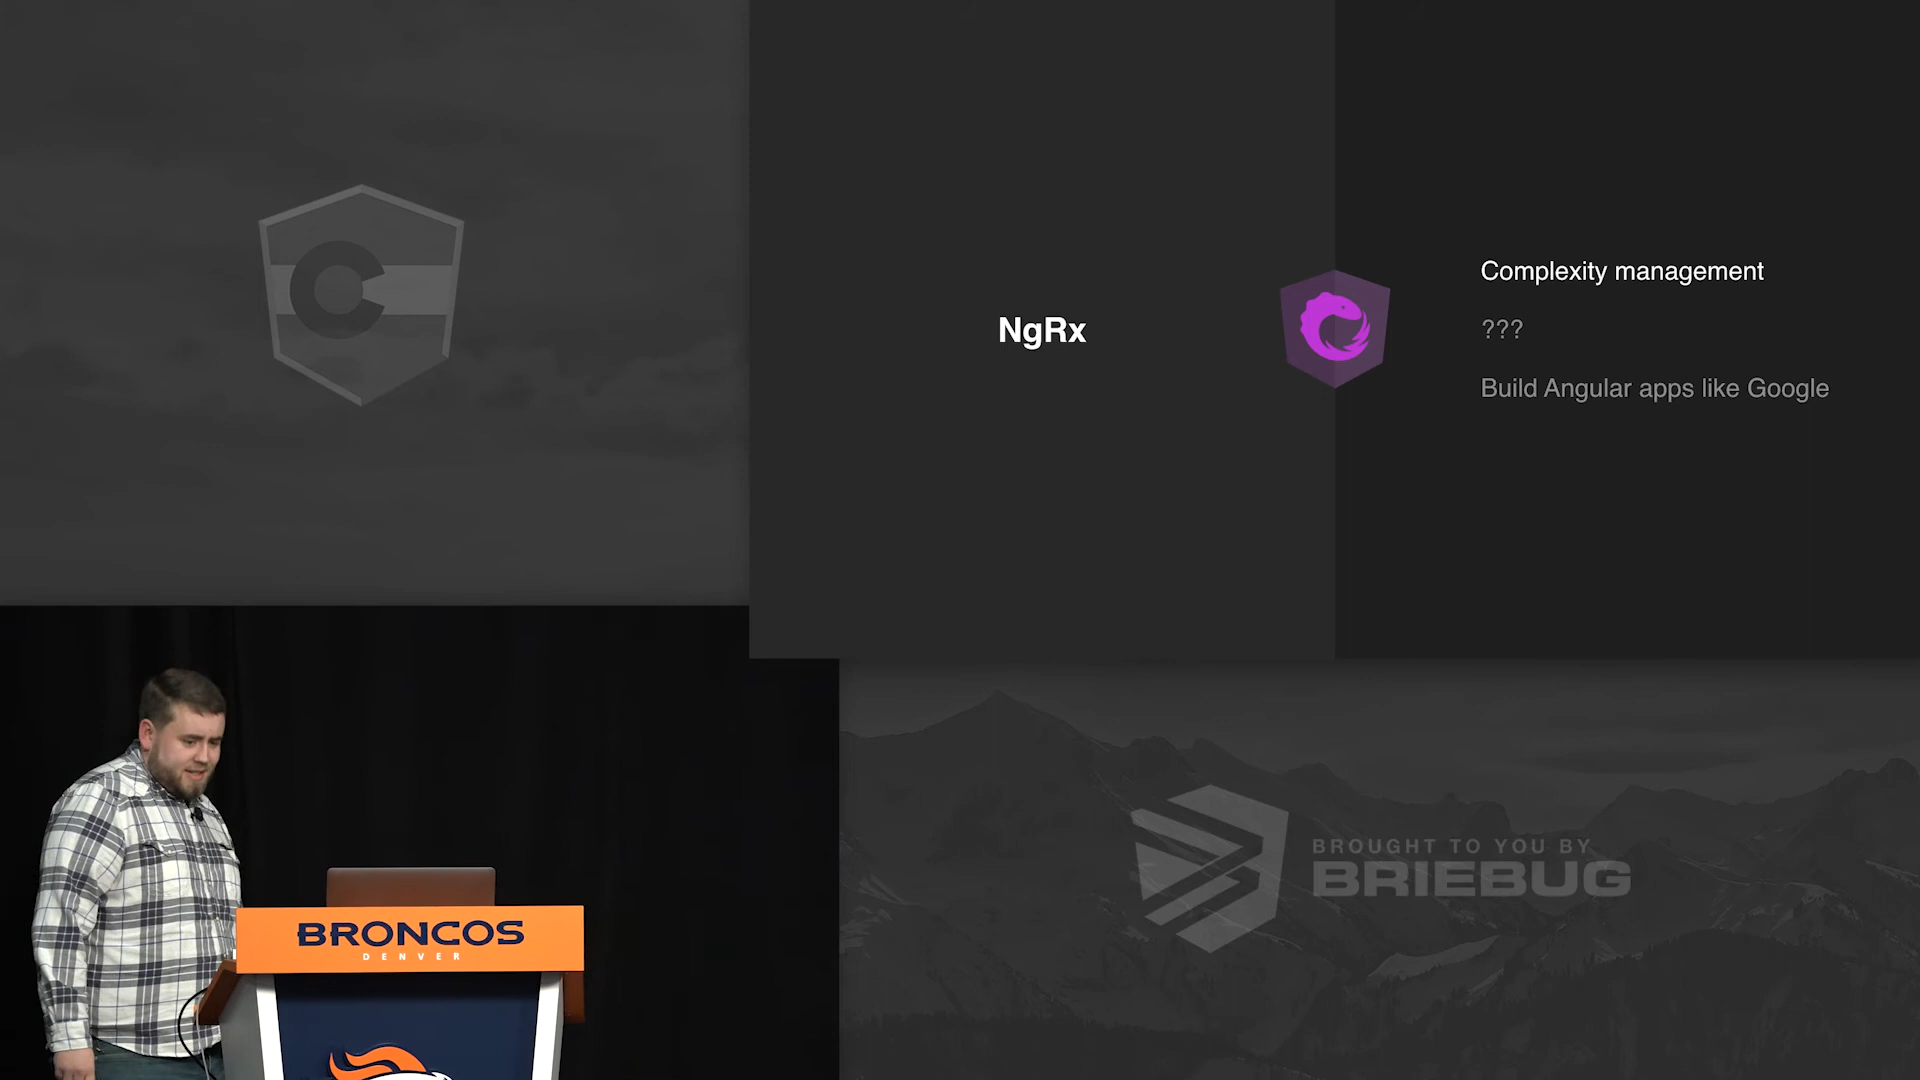 NgRx
Complexity management
???
Build Angular apps like Google
BROUGHT TO YOU BY
BRIEBUG
BRONCOS
DENVER